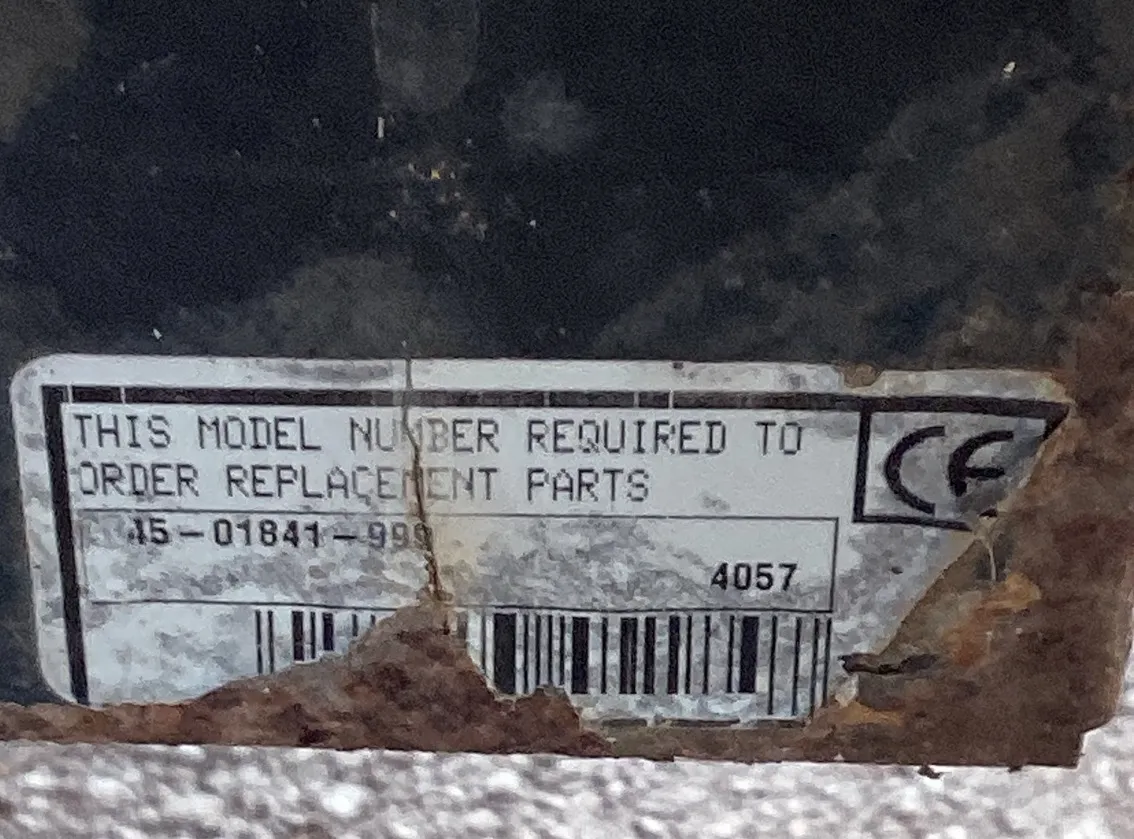 THIS MODEL NUMBER REQUIRED TO
ORDER REPLACEMENT PARTS
CE
45-01841-999
4057